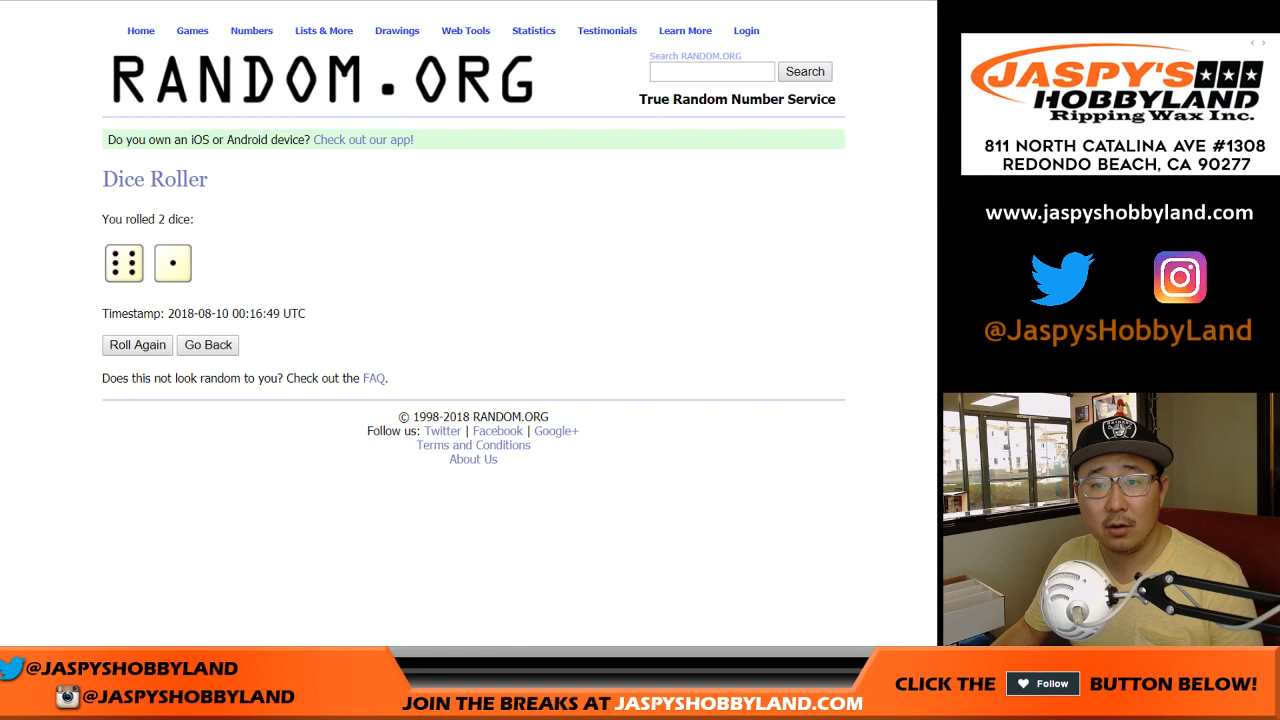 Home Games Numbers Lists & More Drawings Web Tools Statistics Testimonials Learn More Login
RANDOM.ORG
Search RANDOM.ORG
Search
True Random Number Service
Do you own an iOS or Android device? Check out our app!
Dice Roller
You rolled 2 dice:
Timestamp: 2018-08-10 00:16:49 UTC
Roll Again Go Back
Does this not look random to you? Check out the FAQ.
© 1998-2018 RANDOM.ORG
Follow us: Twitter | Facebook | Google+
Terms and Conditions
About Us
JASPY'S
HOBBYLAND
Ripping Wax Inc.
811 NORTH CATALINA AVE #1308
REDONDO BEACH, CA 90277
www.jaspyshobbyland.com
@JaspysHobbyLand
RAIDERS
@JASPYSHOBBYLAND
@JASPYSHOBBYLAND
JOIN THE BREAKS AT JASPYSHOBBYLAND.COM
CLICK THE Follow BUTTON BELOW!